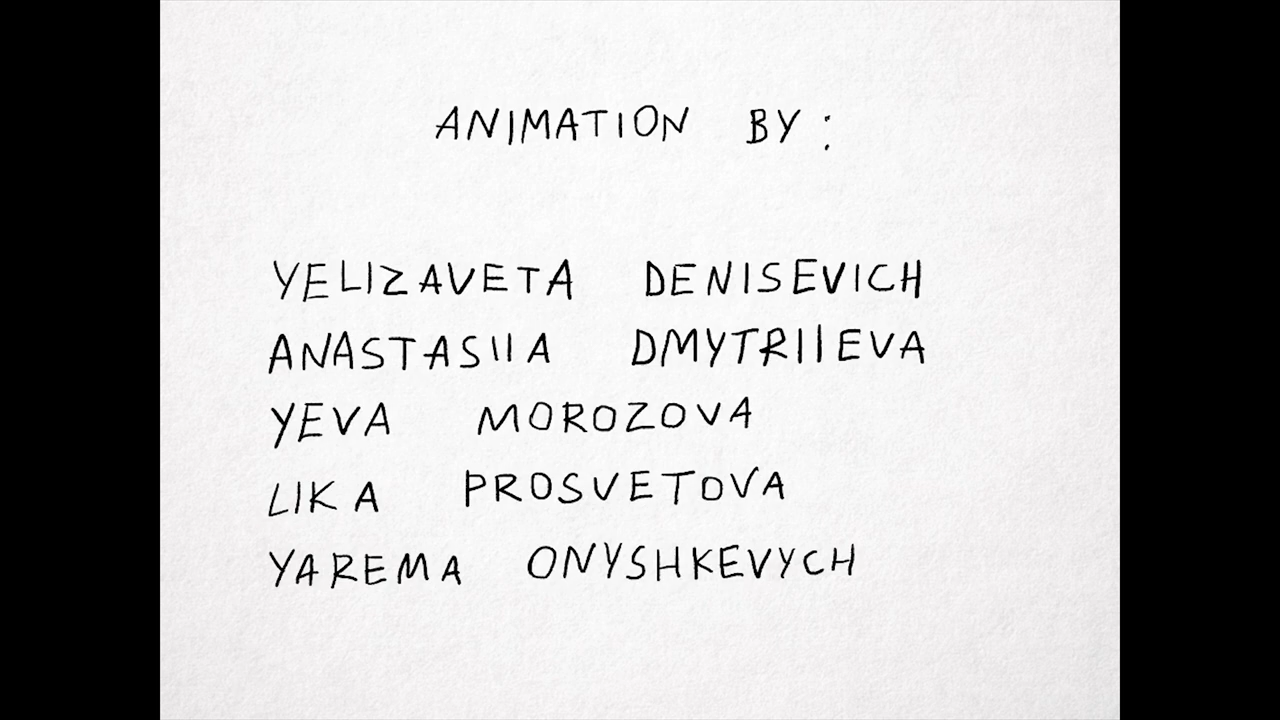 ANIMATION BY:
YELIZAVETA DENISEVICH
ANASTASIIA DMYTRIIEVA
YEVA MOROZOVA
LIKA PROSVETOVA
YAREMA ONYSHKEVYCH